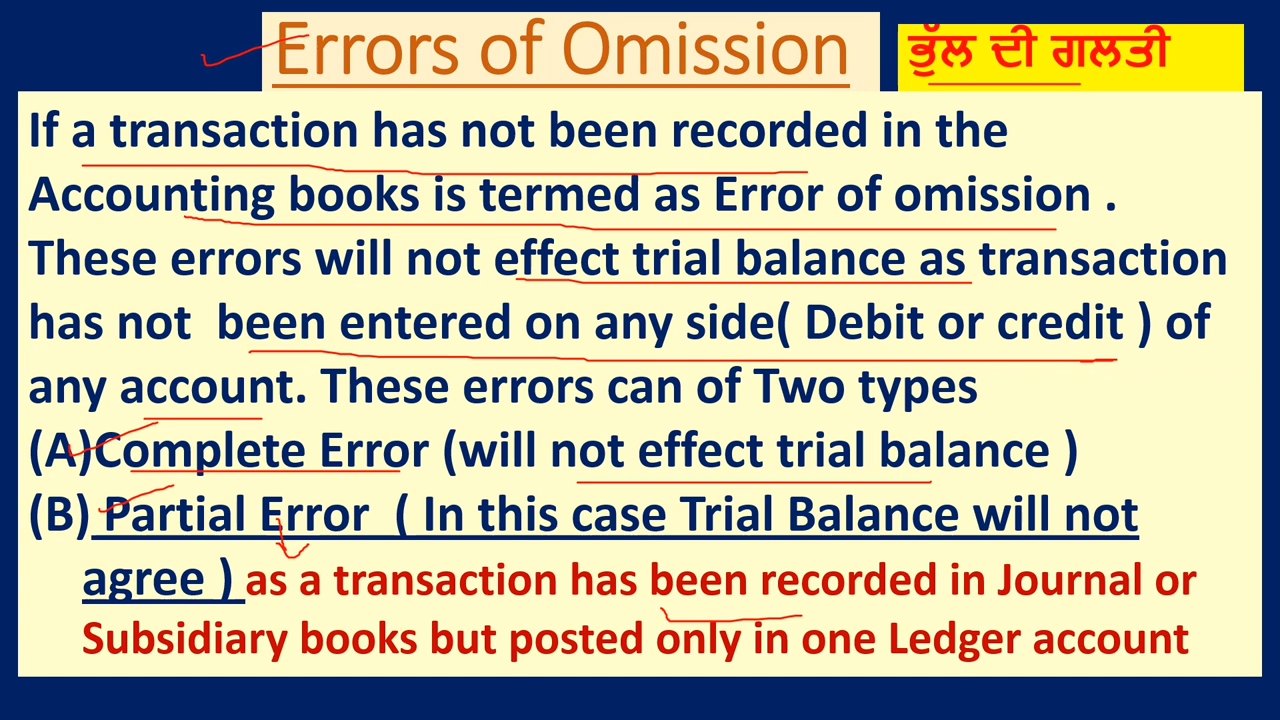 Errors of Omission
ਭੁੱਲ ਦੀ ਗਲਤੀ
If a transaction has not been recorded in the
Accounting books is termed as Error of omission .
These errors will not effect trial balance as transaction
has not been entered on any side( Debit or credit ) of
any account. These errors can of Two types
(A)Complete Error (will not effect trial balance )
(B) Partial Error ( In this case Trial Balance will not
agree ) as a transaction has been recorded in Journal or
Subsidiary books but posted only in one Ledger account